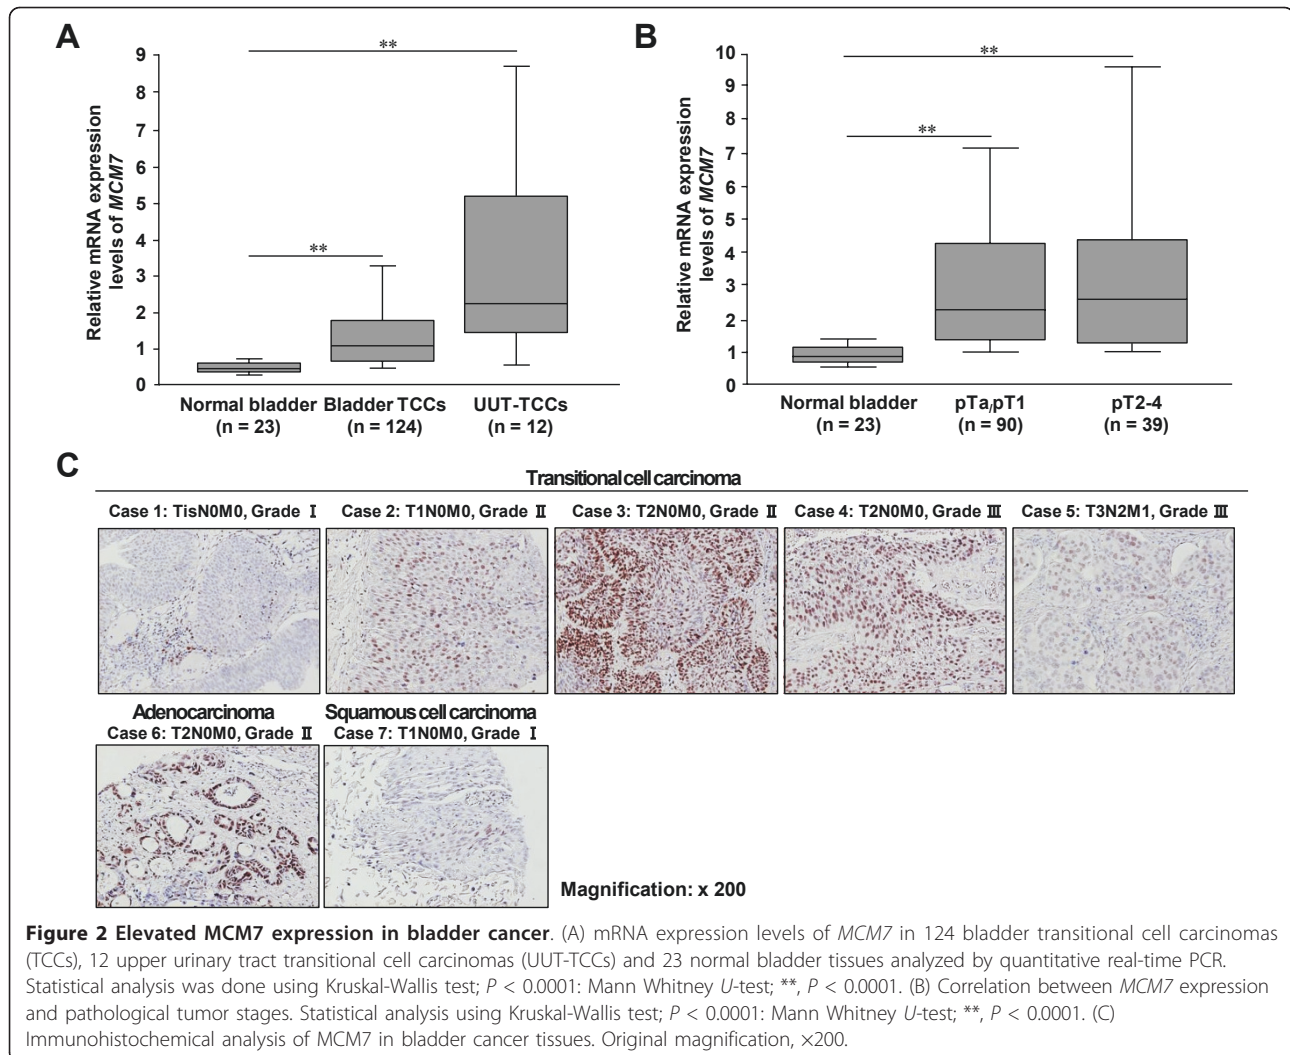 A
**
**
9
8
7
6
5
4
3
2
1
0
Relative mRNA expression
levels of MCM7
Normal bladder Bladder TCCs UUT-TCCs
(n = 23) (n = 124) (n = 12)
B
**
**
10
9
8
7
6
5
4
3
2
1
0
Relative mRNA expression
levels of MCM7
Normal bladder pTa/pT1 pT2-4
(n = 23) (n = 90) (n = 39)
C
Transitional cell carcinoma
Case 1: TisN0M0, Grade Ⅰ Case 2: T1N0M0, Grade Ⅱ Case 3: T2N0M0, Grade Ⅱ Case 4: T2N0M0, Grade Ⅲ Case 5: T3N2M1, Grade Ⅲ
Adenocarcinoma Squamous cell carcinoma
Case 6: T2N0M0, Grade Ⅱ Case 7: T1N0M0, Grade Ⅰ
Magnification: x 200
Figure 2 Elevated MCM7 expression in bladder cancer. (A) mRNA expression levels of MCM7 in 124 bladder transitional cell carcinomas
(TCCs), 12 upper urinary tract transitional cell carcinomas (UUT-TCCs) and 23 normal bladder tissues analyzed by quantitative real-time PCR.
Statistical analysis was done using Kruskal-Wallis test; P < 0.0001: Mann Whitney U-test; **, P < 0.0001. (B) Correlation between MCM7 expression
and pathological tumor stages. Statistical analysis using Kruskal-Wallis test; P < 0.0001: Mann Whitney U-test; **, P < 0.0001. (C)
Immunohistochemical analysis of MCM7 in bladder cancer tissues. Original magnification, ×200.